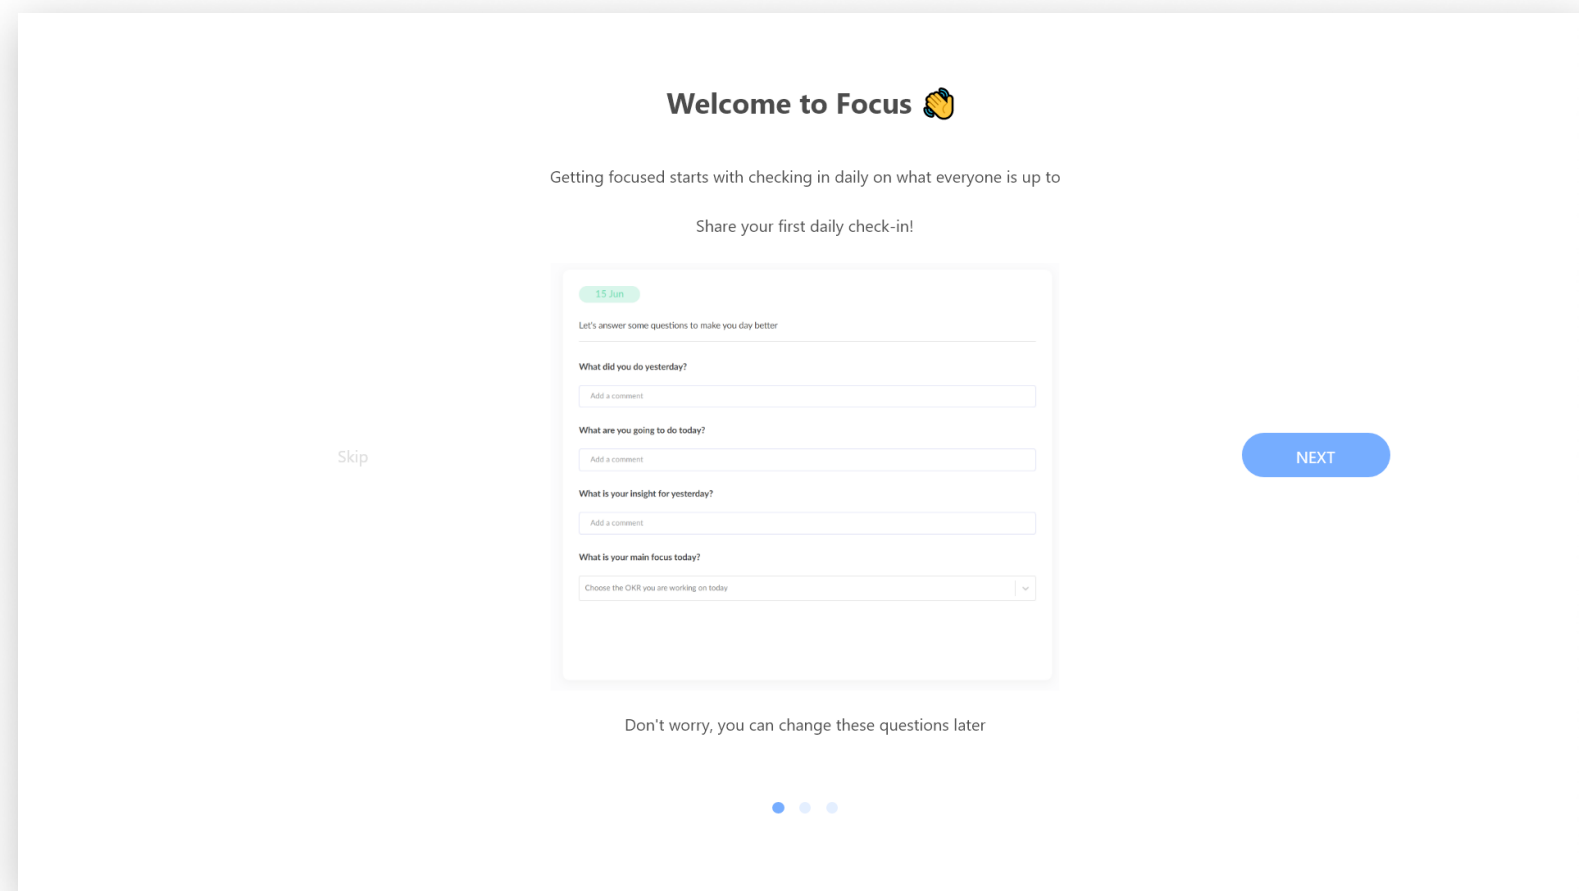 Welcome to Focus 👋
Getting focused starts with checking in daily on what everyone is up to
Share your first daily check-in!
15 Jun
Let's answer some questions to make you day better
What did you do yesterday?
Add a comment
What are you going to do today?
Add a comment
Skip
NEXT
What is your insight for yesterday?
Add a comment
What is your main focus today?
Choose the OKR you are working on today
Don't worry, you can change these questions later